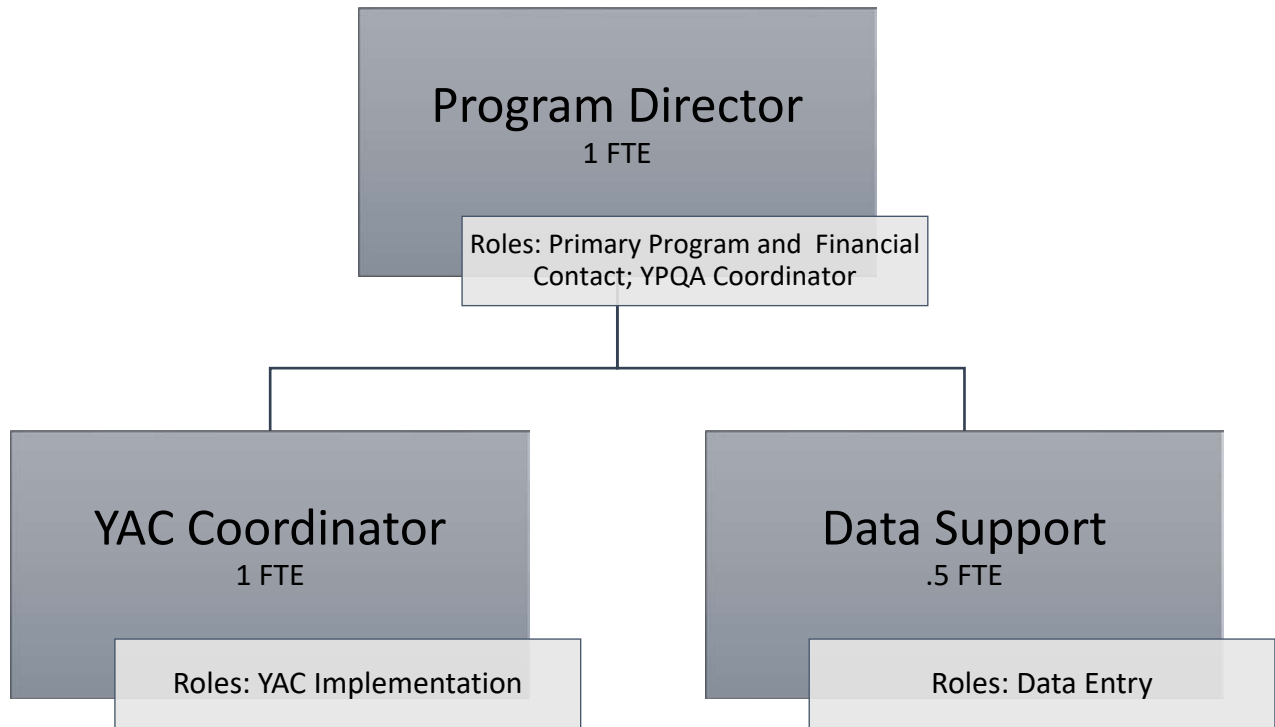 Program Director
1 FTE
Roles: Primary Program and Financial
Contact; YPQA Coordinator
YAC Coordinator
1 FTE
Roles: YAC Implementation
Data Support
.5 FTE
Roles: Data Entry